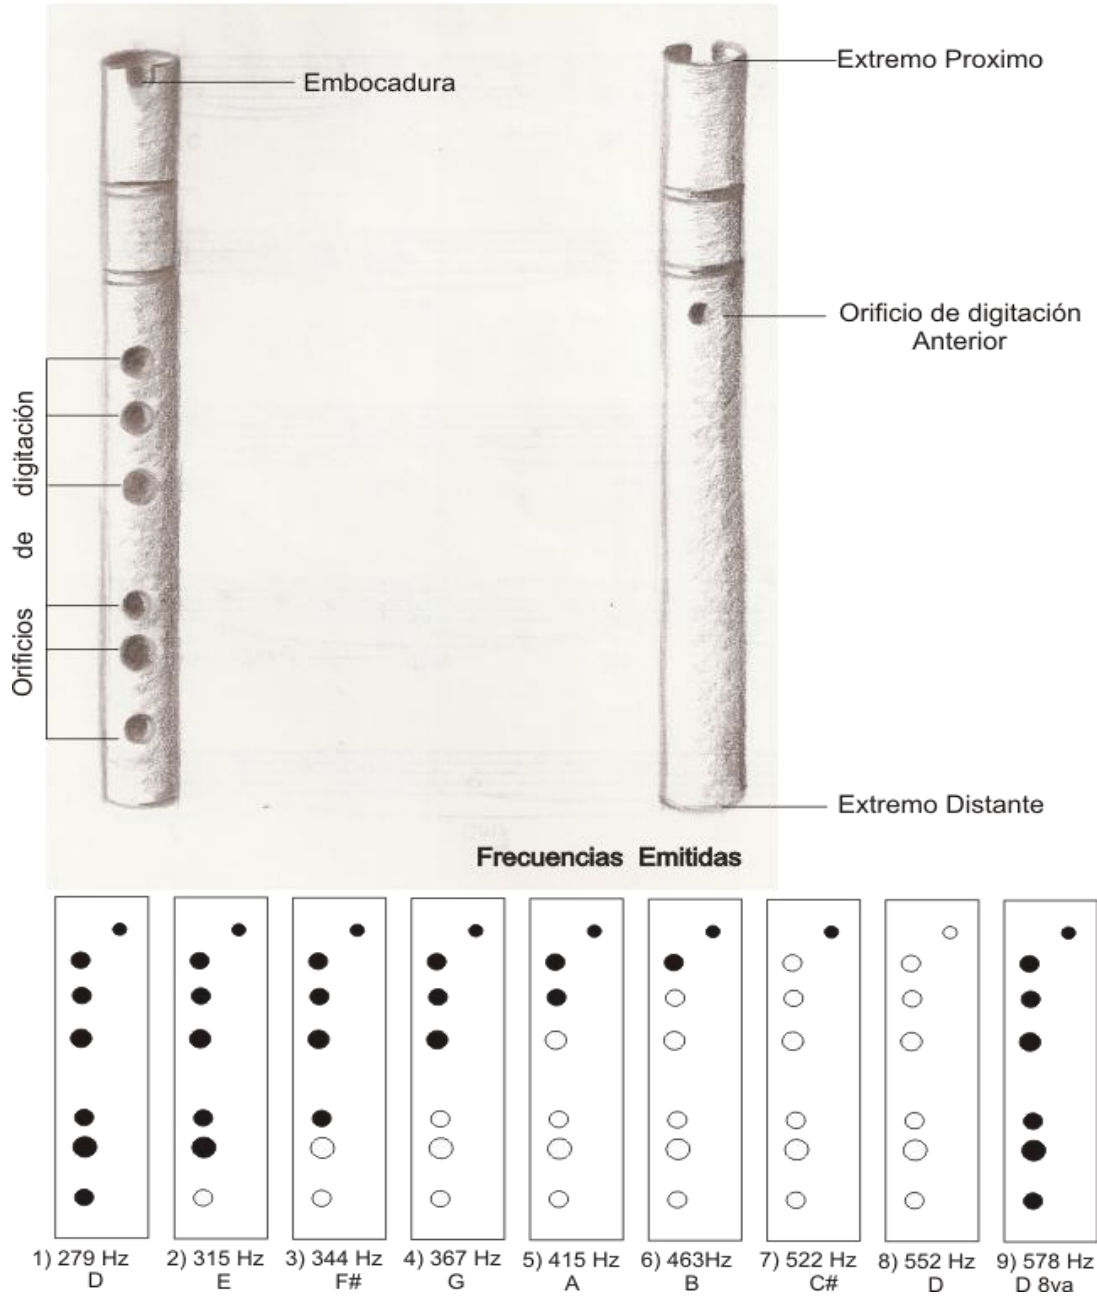 Embocadura
Extremo Proximo
Orificio de digitación
Anterior
Orificios de digitación
Extremo Distante
Frecuencias Emitidas
1) 279 Hz
D
2) 315 Hz
E
3) 344 Hz
F#
4) 367 Hz
G
5) 415 Hz
A
6) 463Hz
B
7) 522 Hz
C#
8) 552 Hz
D
9) 578 Hz
D 8va